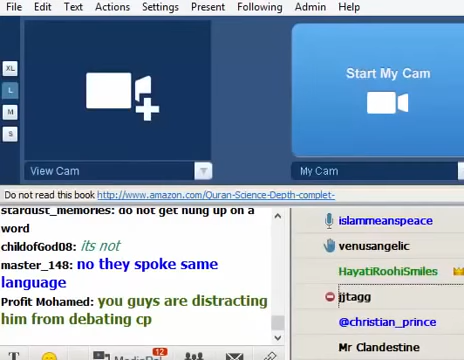 File Edit Text Actions Settings Present Following Admin Help
XL
L
M
S
Start My Cam
View Cam
My Cam
Do not read this book http://www.amazon.com/Quran-Science-Depth-complet-
stardust_memories: do not get hung up on a
word
childofGod08: its not
master_148: no they spoke same
language
Profit Mohamed: you guys are distracting
him from debating cp
islammeanspeace
venusangelic
HayatiRoohiSmiles
jjtagg
@christian_prince
Mr Clandestine
T
12